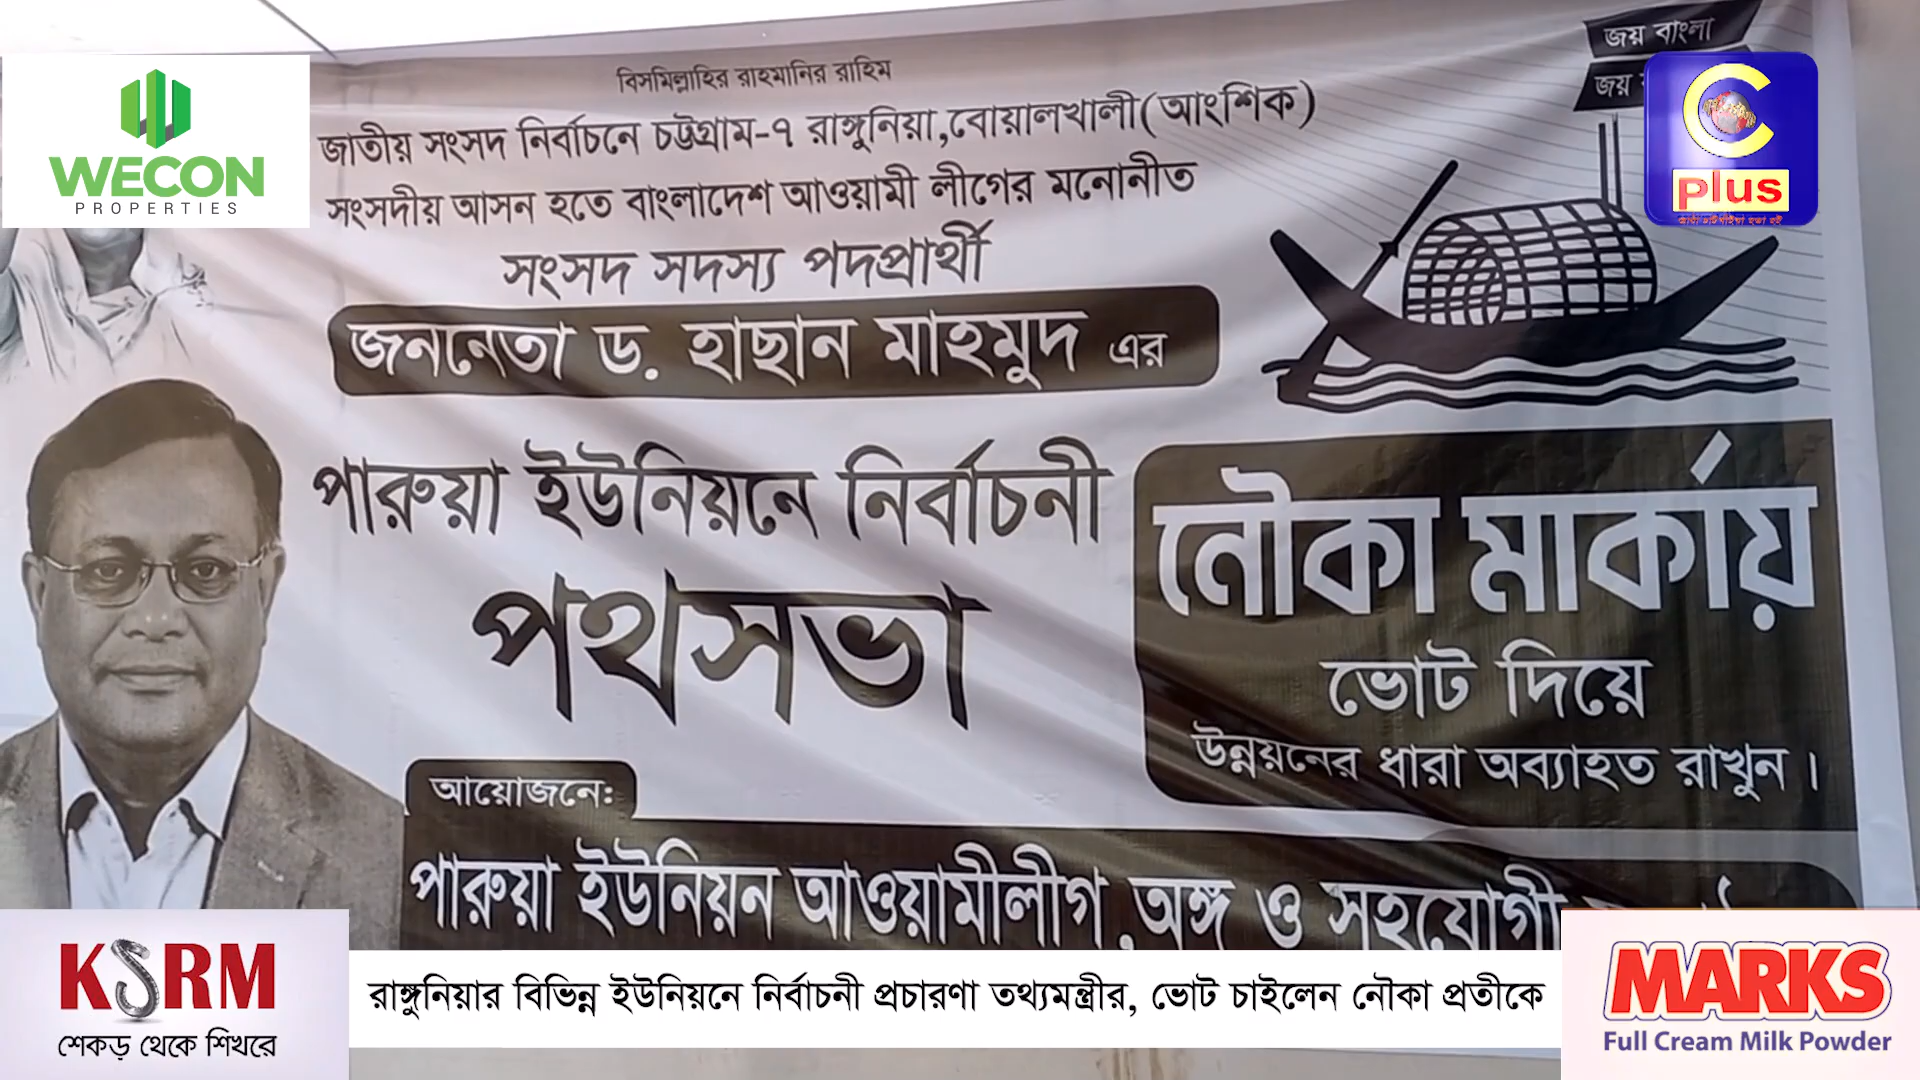 জয় বাংলা
জয়
বিসমিল্লাহির রাহমানির রাহিম
জাতীয় সংসদ নির্বাচনে চট্টগ্রাম-৭ রাঙ্গুনিয়া,বোয়ালখালী(আংশিক)
সংসদীয় আসন হতে বাংলাদেশ আওয়ামী লীগের মনোনীত
সংসদ সদস্য পদপ্রার্থী
জননেতা ড. হাছান মাহমুদ এর
পারুয়া ইউনিয়নে নির্বাচনী
পথসভা
নৌকা মার্কায়
ভোট দিয়ে
উন্নয়নের ধারা অব্যাহত রাখুন।
আয়োজনে:
পারুয়া ইউনিয়ন আওয়ামীলীগ,অঙ্গ ও সহযোগী
WECON
PROPERTIES
C
plus
KSRM
শেকড় থেকে শিখরে
রাঙ্গুনিয়ার বিভিন্ন ইউনিয়নে নির্বাচনী প্রচারণা তথ্যমন্ত্রীর, ভোট চাইলেন নৌকা প্রতীকে
MARKS
Full Cream Milk Powder